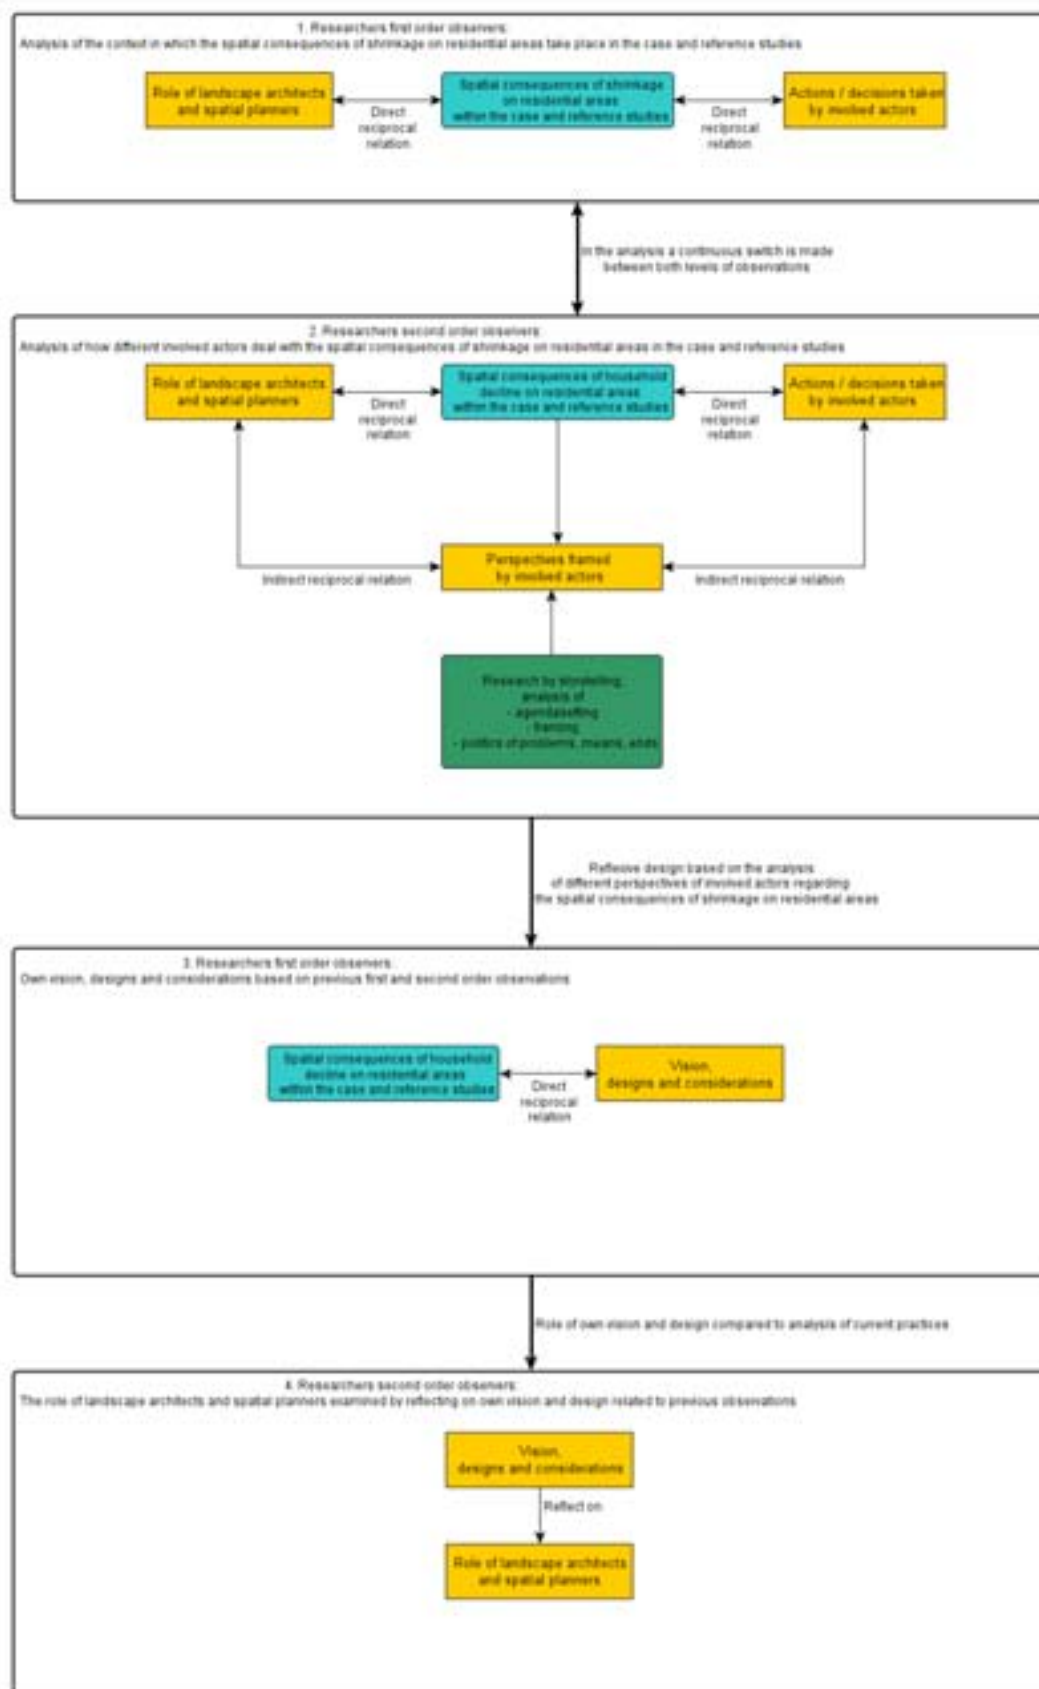 1. Researchers first order observers:
Analysis of the context in which the spatial consequences of shrinkage on residential areas take place in the case and reference studies
Role of landscape architects
and spatial planners
Direct
reciprocal
relation
Spatial consequences of shrinkage
on residential areas
within the case and reference studies
Direct
reciprocal
relation
Actions / decisions taken
by involved actors
In the analysis a continuous switch is made
between both levels of observations
2. Researchers second order observers:
Analysis of how different involved actors deal with the spatial consequences of shrinkage on residential areas in the case and reference studies
Role of landscape architects
and spatial planners
Direct
reciprocal
relation
Spatial consequences of household
decline on residential areas
within the case and reference studies
Direct
reciprocal
relation
Actions / decisions taken
by involved actors
Indirect reciprocal relation
Perspectives framed
by involved actors
Indirect reciprocal relation
Research by storytelling,
analysis of
- agendasetting
- framing
- politics of problems, means, ends
Reflexive design based on the analysis
of different perspectives of involved actors regarding
the spatial consequences of shrinkage on residential areas
3. Researchers first order observers:
Own vision, designs and considerations based on previous first and second order observations
Spatial consequences of household
decline on residential areas
within the case and reference studies
Direct
reciprocal
relation
Vision,
designs and considerations
Role of own vision and design compared to analysis of current practices
4. Researchers second order observers:
The role of landscape architects and spatial planners examined by reflecting on own vision and design related to previous observations
Vision,
designs and considerations
Reflect on
Role of landscape architects
and spatial planners